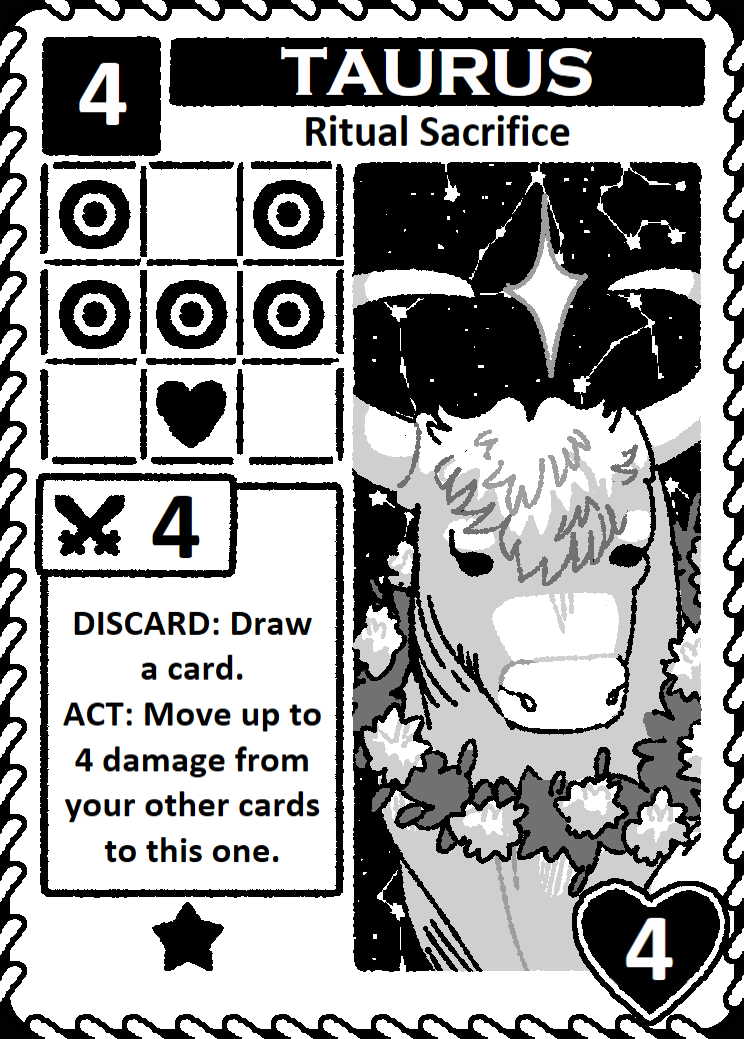 4
TAURUS
Ritual Sacrifice
4
DISCARD: Draw
a card.
ACT: Move up to
4 damage from
your other cards
to this one.
4